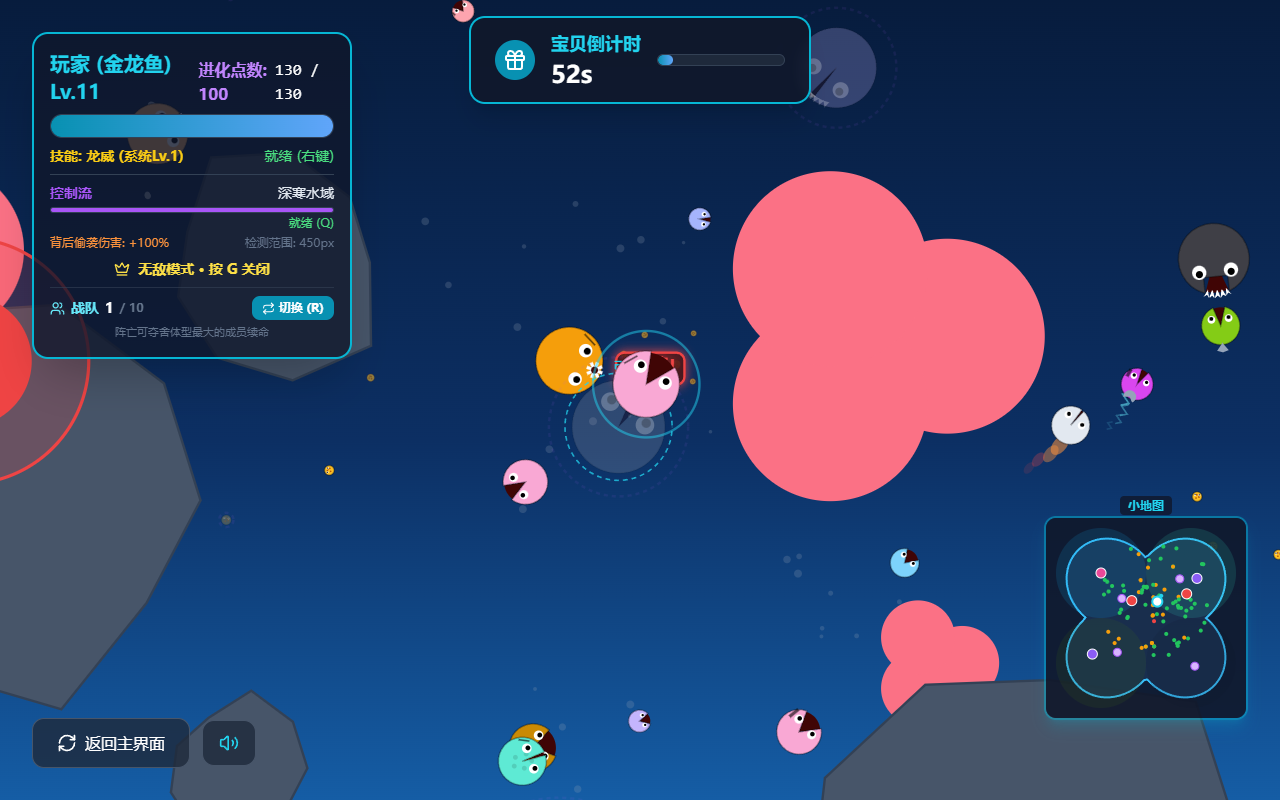 玩家 (金龙鱼)
Lv.11
进化点数: 130 /
100 130
技能: 龙威 (系统Lv.1) 就绪 (右键)
控制流 深寒水域
就绪 (Q)
背后偷袭伤害: +100% 检测范围: 450px
无敌模式 • 按 G 关闭
战队 1 / 10 切换 (R)
阵亡可夺舍体型最大的成员续命
宝贝倒计时
52s
小地图
返回主界面